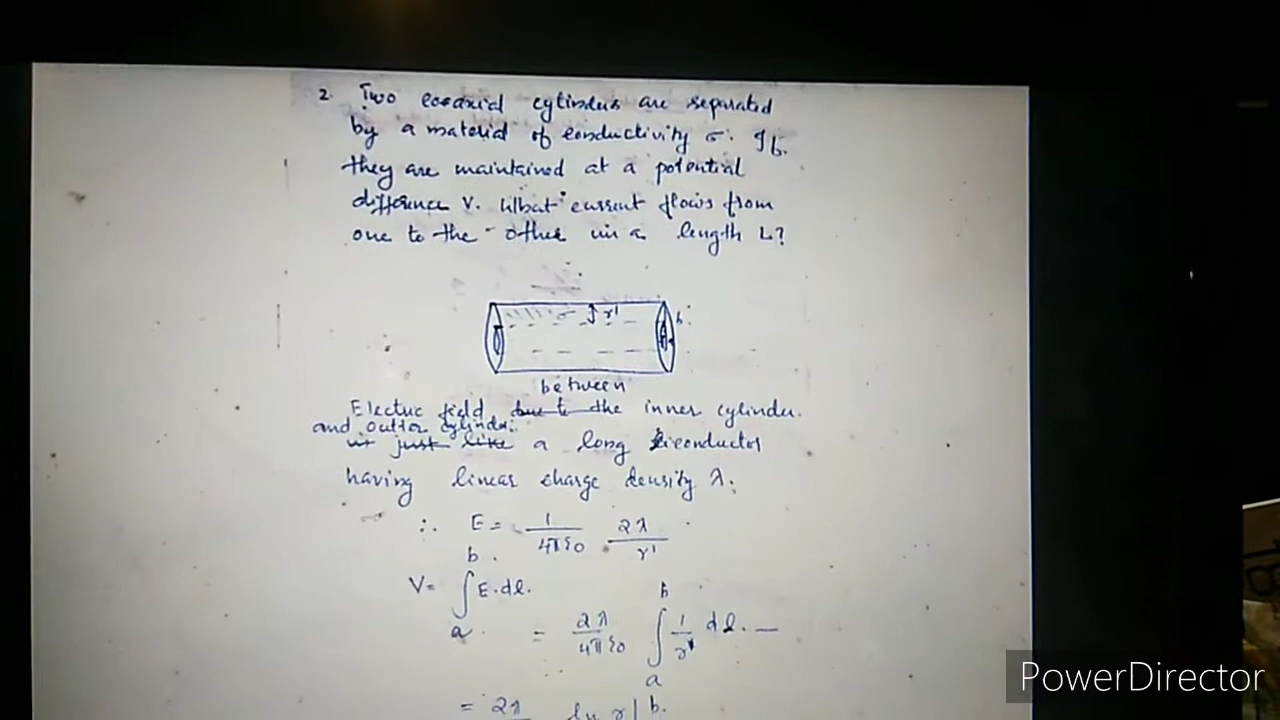 2. Two coaxial cylinders are separated
by a material of conductivity σ. If.
they are maintained at a potential
difference V. What current flows from
one to the other in a length L?
σ r' b
a
between
Electric field due to the inner cylinder.
and outer cylinder.
just like a long conductor
having linear charge density λ.
∴ E = 1/4πε0 2λ/r'
V = ∫ₐᵇ E.dl.
= 2λ/4πε0 ∫ₐᵇ 1/r' dl. —
= 2λ ln r| b.
PowerDirector